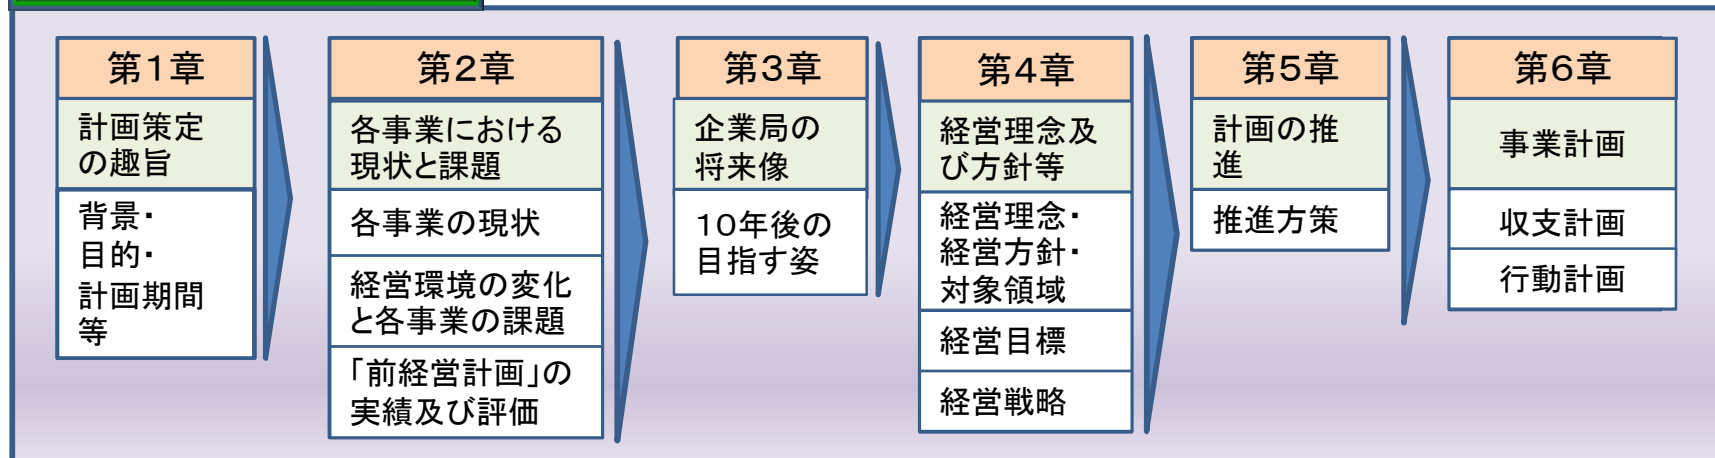 第1章
計画策定
の趣旨
背景・
目的・
計画期間
等
第2章
各事業における
現状と課題
各事業の現状
経営環境の変化
と各事業の課題
「前経営計画」の
実績及び評価
第3章
企業局の
将来像
10年後の
目指す姿
第4章
経営理念及
び方針等
経営理念・
経営方針・
対象領域
経営目標
経営戦略
第5章
計画の推
進
推進方策
第6章
事業計画
収支計画
行動計画